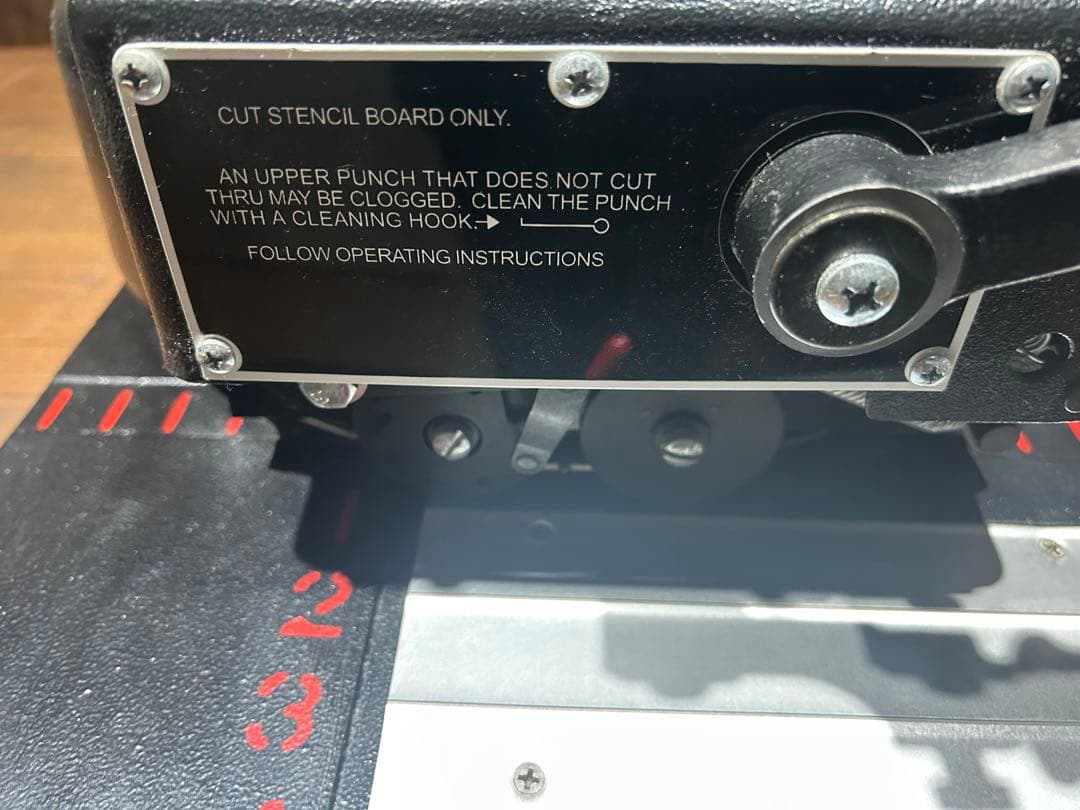 CUT STENCIL BOARD ONLY.
AN UPPER PUNCH THAT DOES NOT CUT
THRU MAY BE CLOGGED. CLEAN THE PUNCH
WITH A CLEANING HOOK.
FOLLOW OPERATING INSTRUCTIONS
2
3